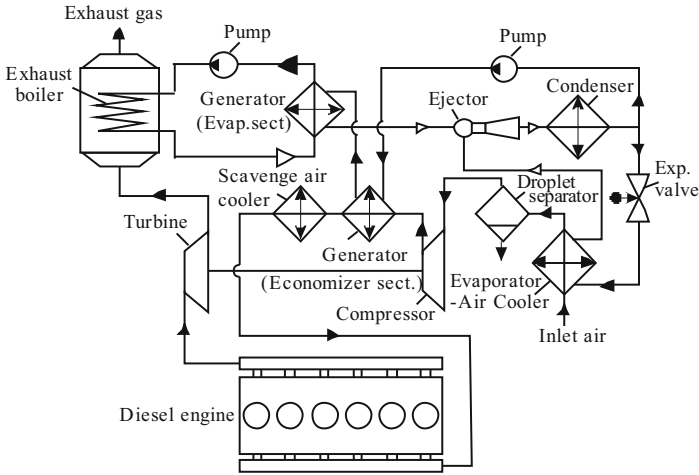 Exhaust gas
Pump
Pump
Exhaust
boiler
Generator
(Evap.sect)
Ejector
Condenser
Scavenge air
cooler
Droplet
separator
Exp.
valve
Turbine
Generator
(Economizer sect.)
Compressor
Evaporator
-Air Cooler
Inlet air
Diesel engine